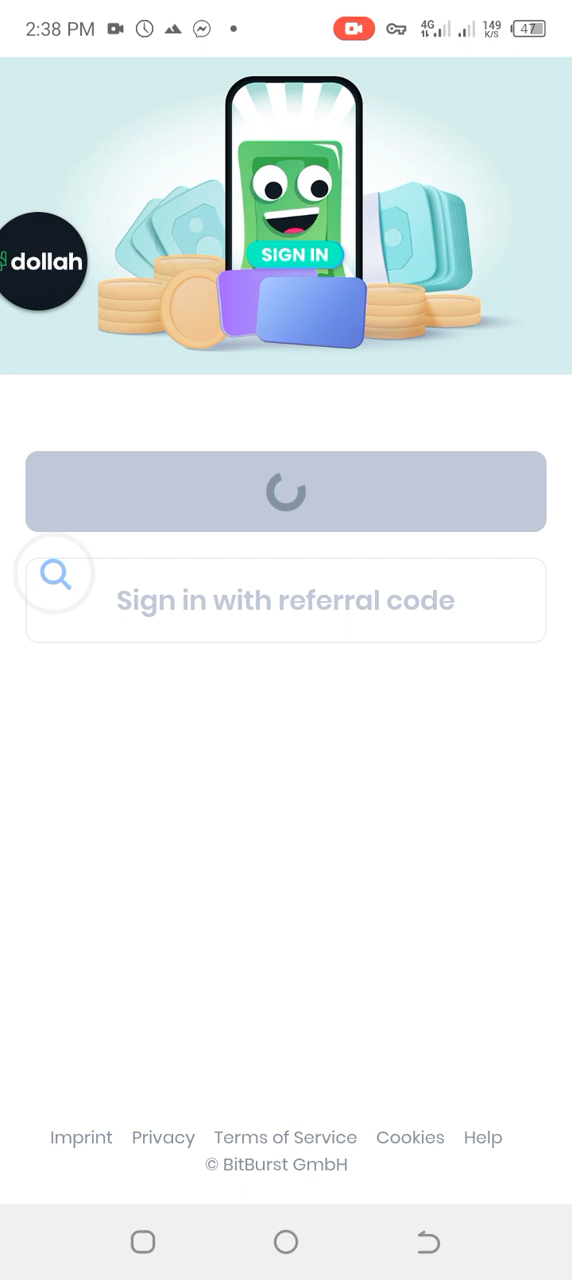 2:38 PM
4G
149
K/S
47
SIGN IN
dollah
Sign in with referral code
Imprint Privacy Terms of Service Cookies Help
© BitBurst GmbH